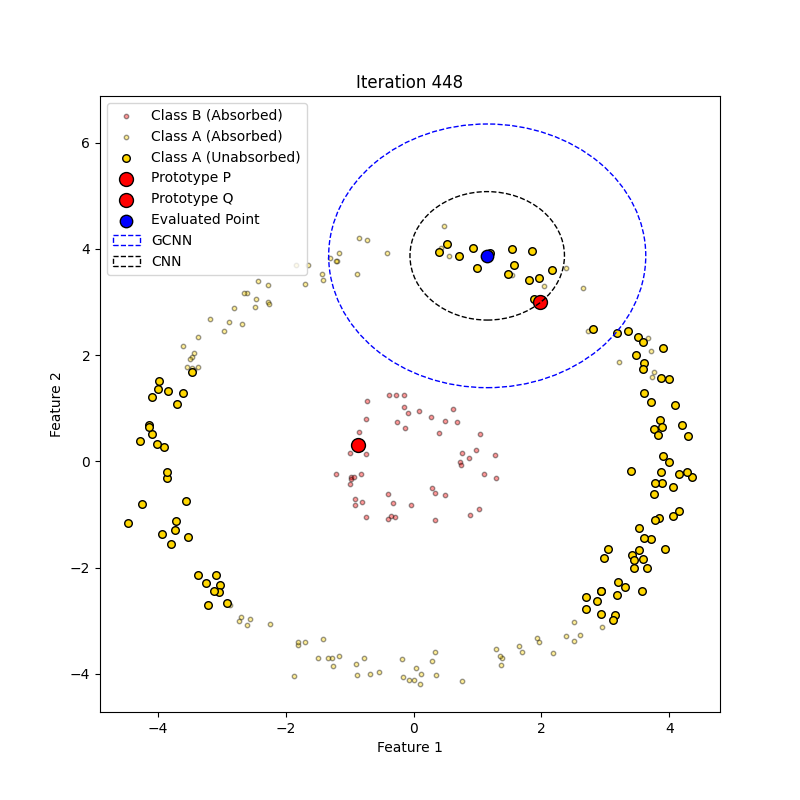 Iteration 448
Class B (Absorbed)
Class A (Absorbed)
Class A (Unabsorbed)
Prototype P
Prototype Q
Evaluated Point
GCNN
CNN
Feature 2
6
4
2
0
−2
−4
−4
−2
0
2
4
Feature 1